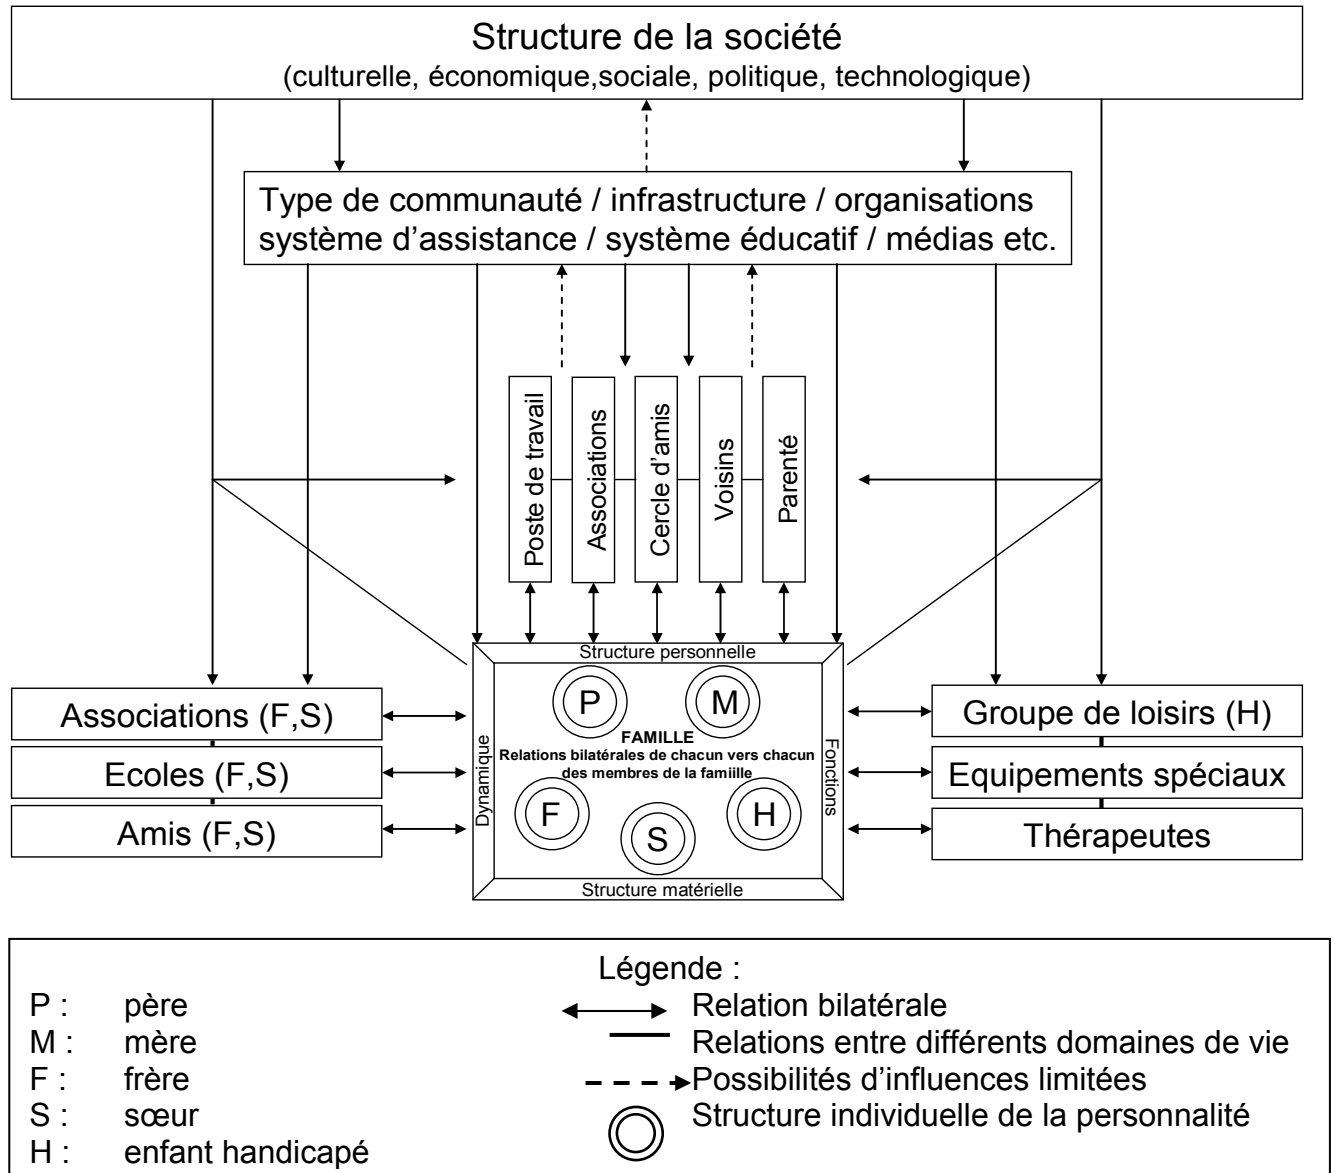 Structure de la société
(culturelle, économique,sociale, politique, technologique)
Type de communauté / infrastructure / organisations
système d'assistance / système éducatif / médias etc.
Poste de travail
Associations
Cercle d'amis
Voisins
Parenté
Structure personnelle
P
M
FAMILLE
Relations bilatérales de chacun vers chacun
des membres de la famiille
Dynamique
Fonctions
F
S
H
Structure matérielle
Associations (F,S)
Ecoles (F,S)
Amis (F,S)
Groupe de loisirs (H)
Equipements spéciaux
Thérapeutes
Légende :
P : père
M : mère
F : frère
S : sœur
H : enfant handicapé
Relation bilatérale
Relations entre différents domaines de vie
Possibilités d'influences limitées
Structure individuelle de la personnalité